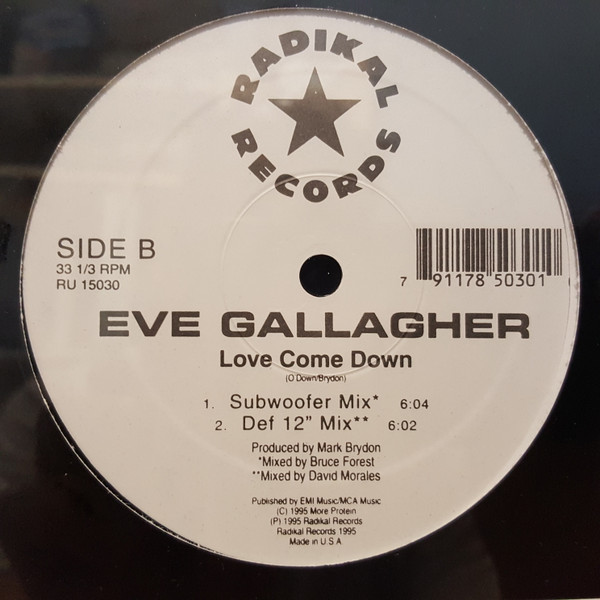 RADIKAL
RECORDS
SIDE B
33 1/3 RPM
RU 15030
7 91178 50301
EVE GALLAGHER
Love Come Down
(O Down/Brydon)
1. Subwoofer Mix* 6:04
2. Def 12" Mix** 6:02
Produced by Mark Brydon
*Mixed by Bruce Forest
**Mixed by David Morales
Published by EMI Music/MCA Music
(C) 1995 More Protein
(P) 1995 Radikal Records
Radikal Records 1995
Made in U.S.A